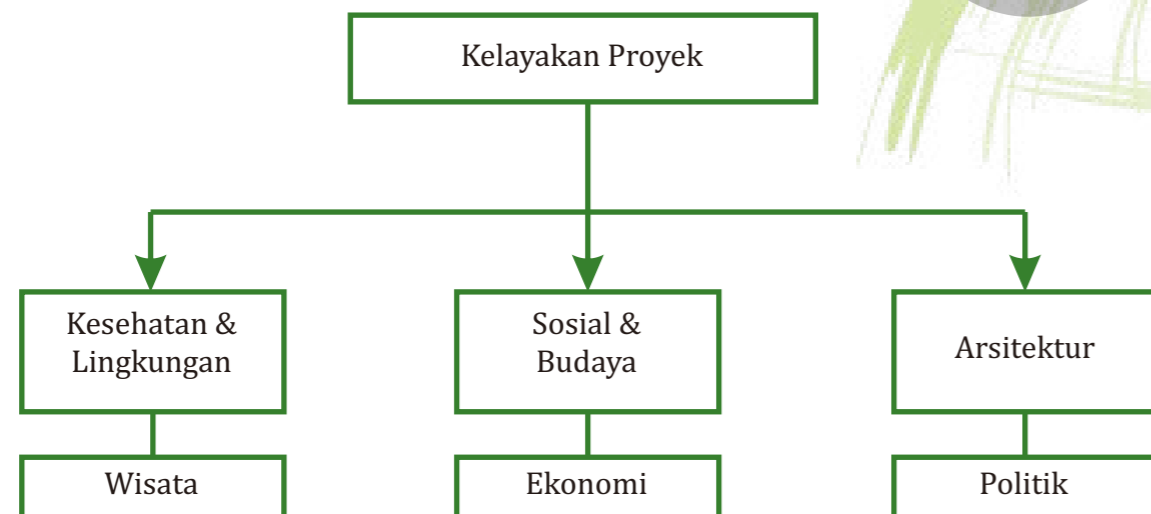 Kelayakan Proyek
Kesehatan &
Lingkungan
Sosial &
Budaya
Arsitektur
Wisata
Ekonomi
Politik